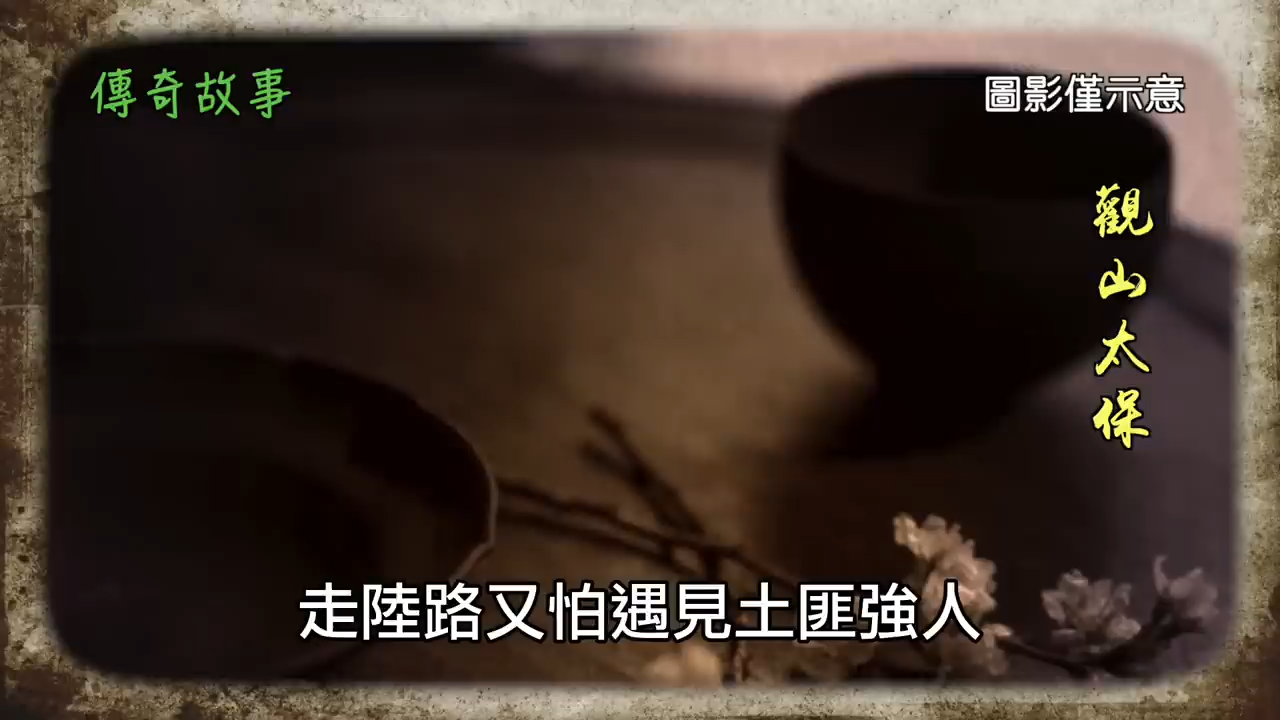 傳奇故事
圖影僅示意
觀山太保
走陸路又怕遇見土匪強人